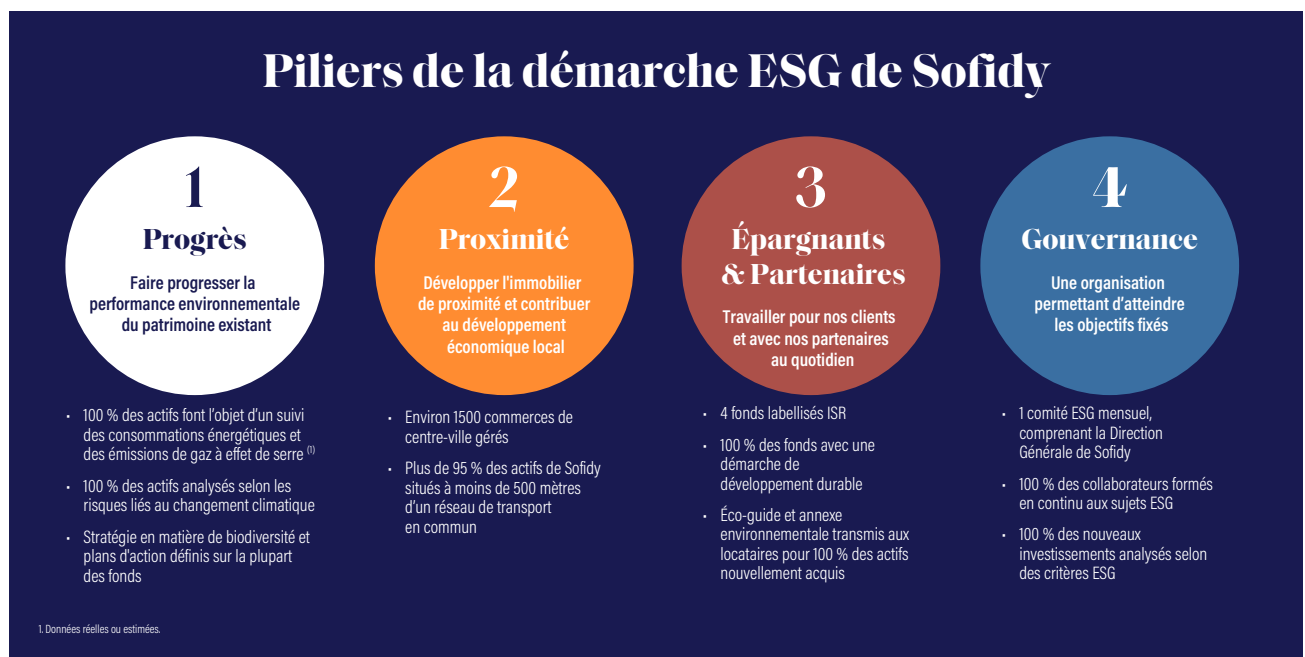 Piliers de la démarche ESG de Sofidy
1
Progrès
Faire progresser la
performance environnementale
du patrimoine existant
• 100 % des actifs font l'objet d'un suivi
des consommations énergétiques et
des émissions de gaz à effet de serre (1)
• 100 % des actifs analysés selon les
risques liés au changement climatique
• Stratégie en matière de biodiversité et
plans d'action définis sur la plupart
des fonds
2
Proximité
Développer l'immobilier
de proximité et contribuer
au développement
économique local
• Environ 1500 commerces de
centre-ville gérés
• Plus de 95 % des actifs de Sofidy
situés à moins de 500 mètres
d'un réseau de transport
en commun
3
Épargnants
& Partenaires
Travailler pour nos clients
et avec nos partenaires
au quotidien
• 4 fonds labellisés ISR
• 100 % des fonds avec une
démarche de
développement durable
• Éco-guide et annexe
environnementale transmis aux
locataires pour 100 % des actifs
nouvellement acquis
4
Gouvernance
Une organisation
permettant d'atteindre
les objectifs fixés
• 1 comité ESG mensuel,
comprenant la Direction
Générale de Sofidy
• 100 % des collaborateurs formés
en continu aux sujets ESG
• 100 % des nouveaux
investissements analysés selon
des critères ESG
1. Données réelles ou estimées.